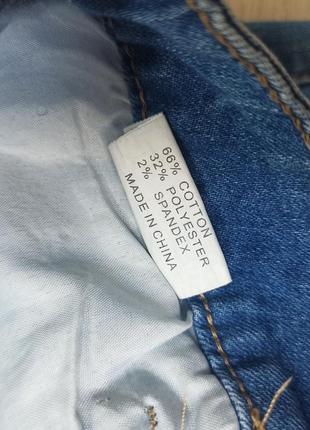 66% COTTON
32% POLYESTER
2% SPANDEX
MADE IN CHINA